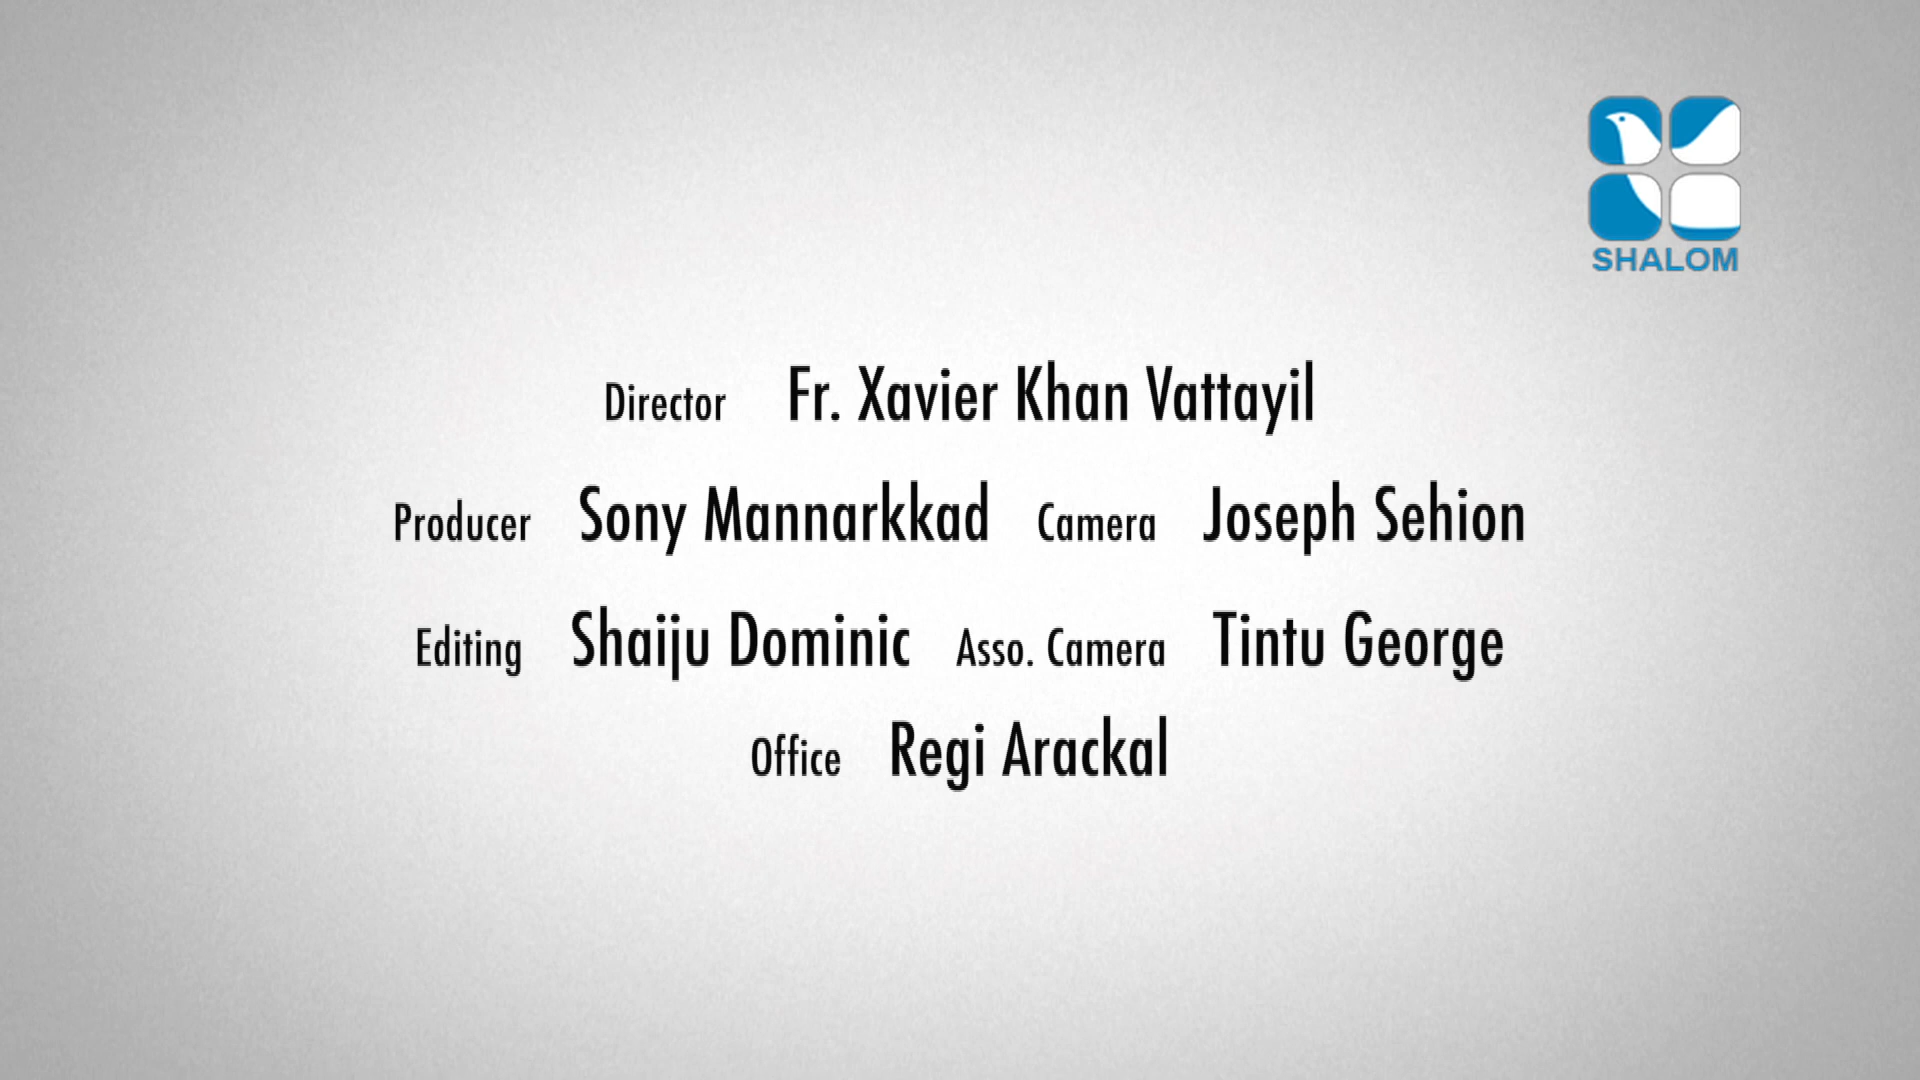 SHALOM
Director Fr. Xavier Khan Vattayil
Producer Sony Mannarkkad Camera Joseph Sehion
Editing Shaiju Dominic Asso. Camera Tintu George
Office Regi Arackal